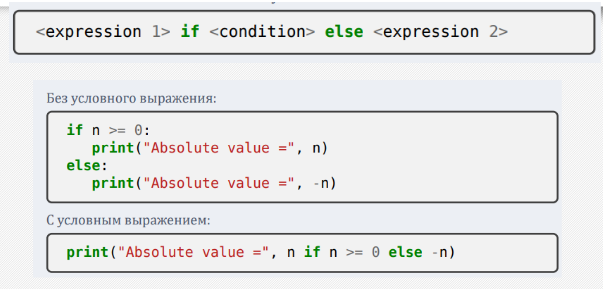 <expression 1> if <condition> else <expression 2>
Без условного выражения:
if n >= 0:
print("Absolute value =", n)
else:
print("Absolute value =", -n)
С условным выражением:
print("Absolute value =", n if n >= 0 else -n)